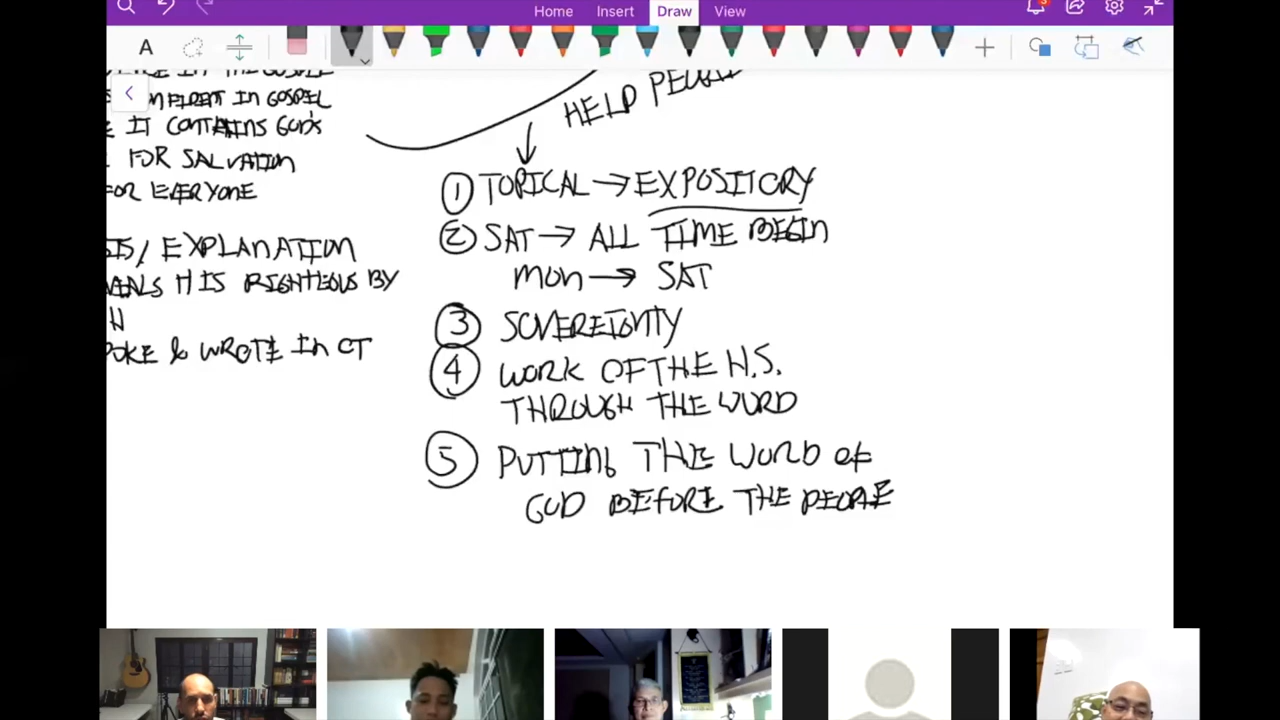 Home Insert Draw View
A
CONFIDENT IN GOSPEL
IT CONTAINS GOD'S
FOR SALVATION
FOR EVERYONE
/ EXPLANATION
HIS RIGHTEOUS BY
& WROTE IN OT
HELP PEOPLE
① TOPICAL → EXPOSITORY
② SAT → ALL TIME BEGIN
MON → SAT
③ SOVEREIGNTY
④ WORK OF THE H.S.
THROUGH THE WORD
⑤ PUTTING THE WORD OF
GOD BEFORE THE PEOPLE